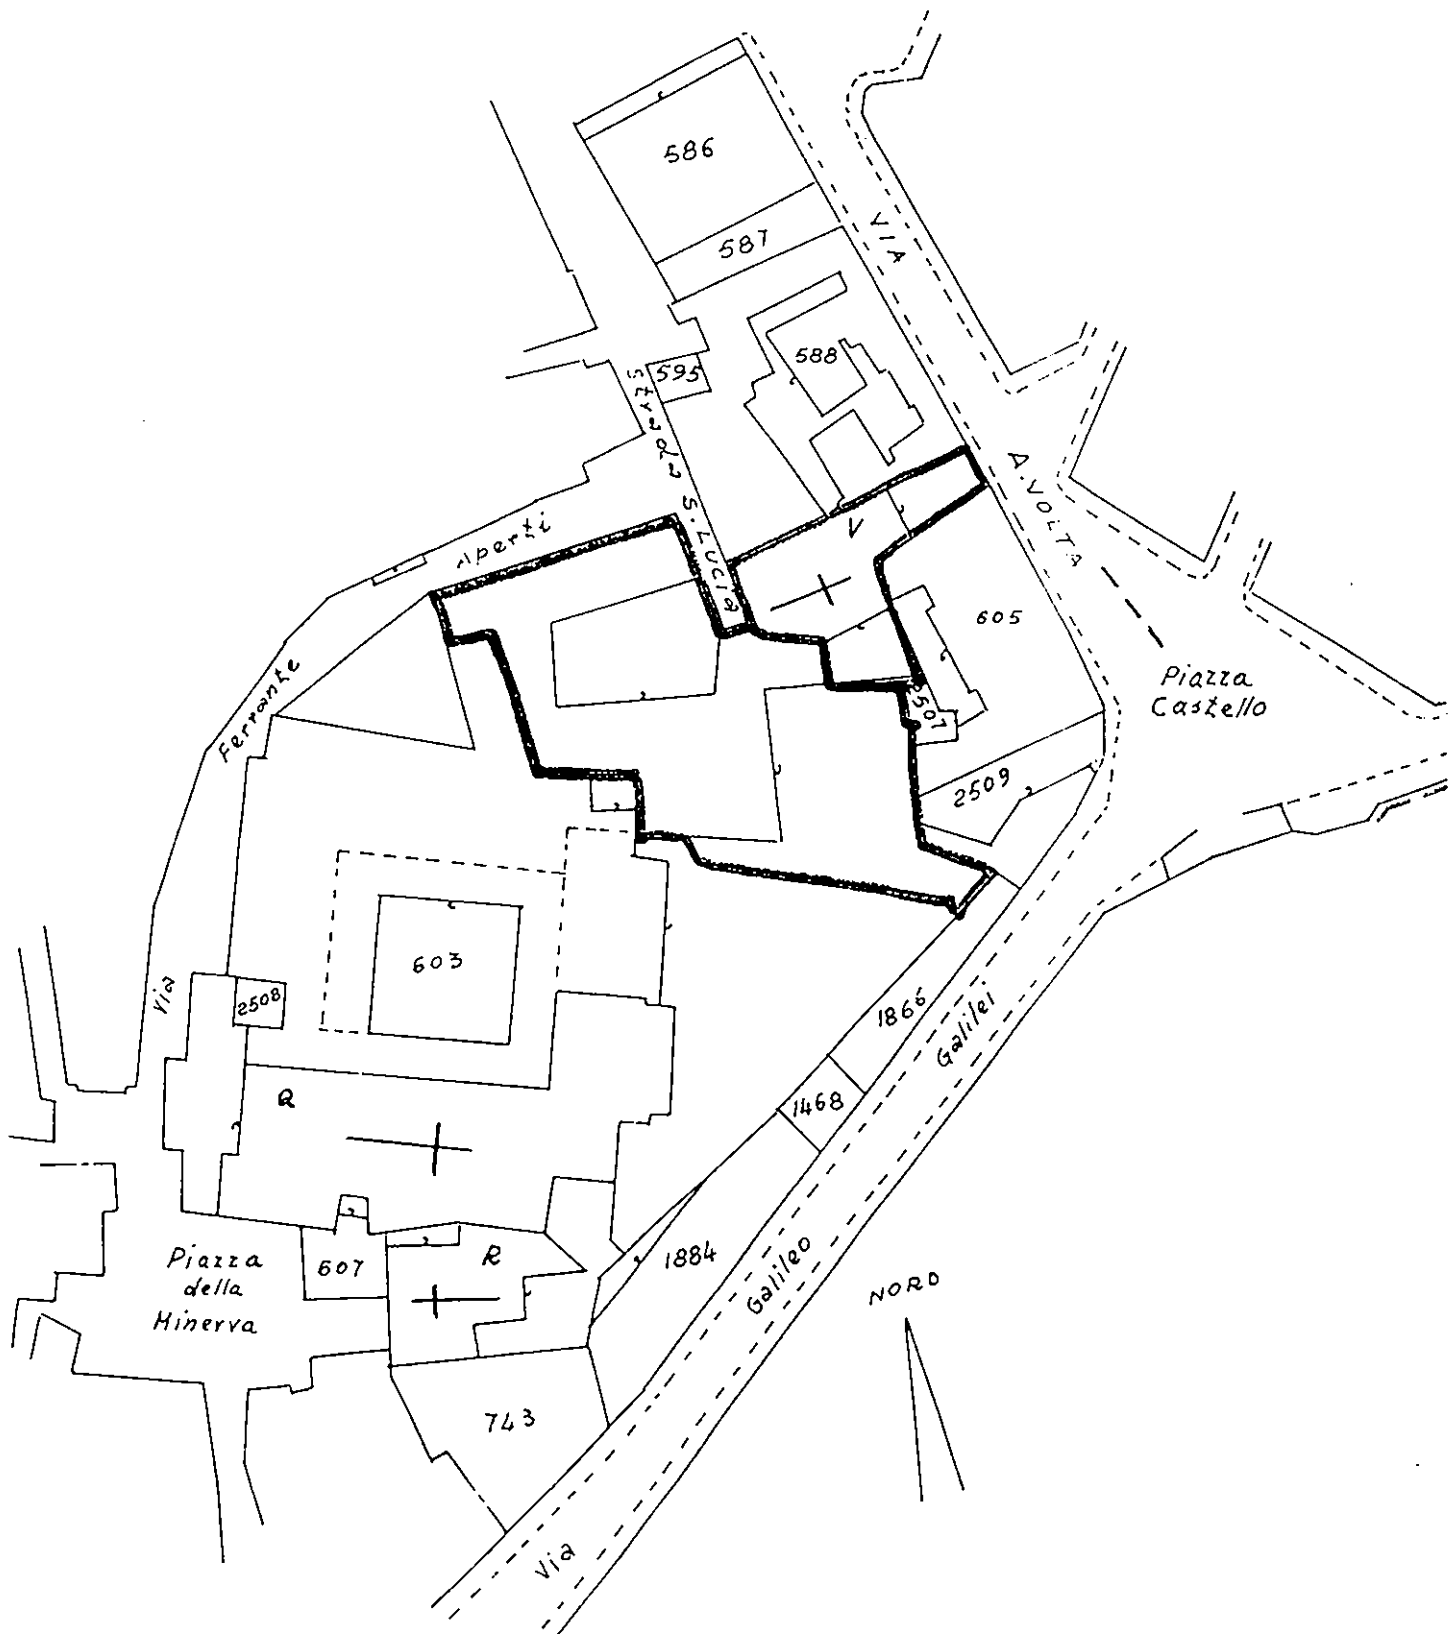 586
VIA
587
588
595
Strada S. LUCIA
A. VOLTA
Aperti
V
605
Ferrante
Piazza
Castello
2507
2509
603
Via
2508
1866
Galilei
R
1468
Piazza
della
Minerva
607
R
1884
Galileo
NORD
743
Via